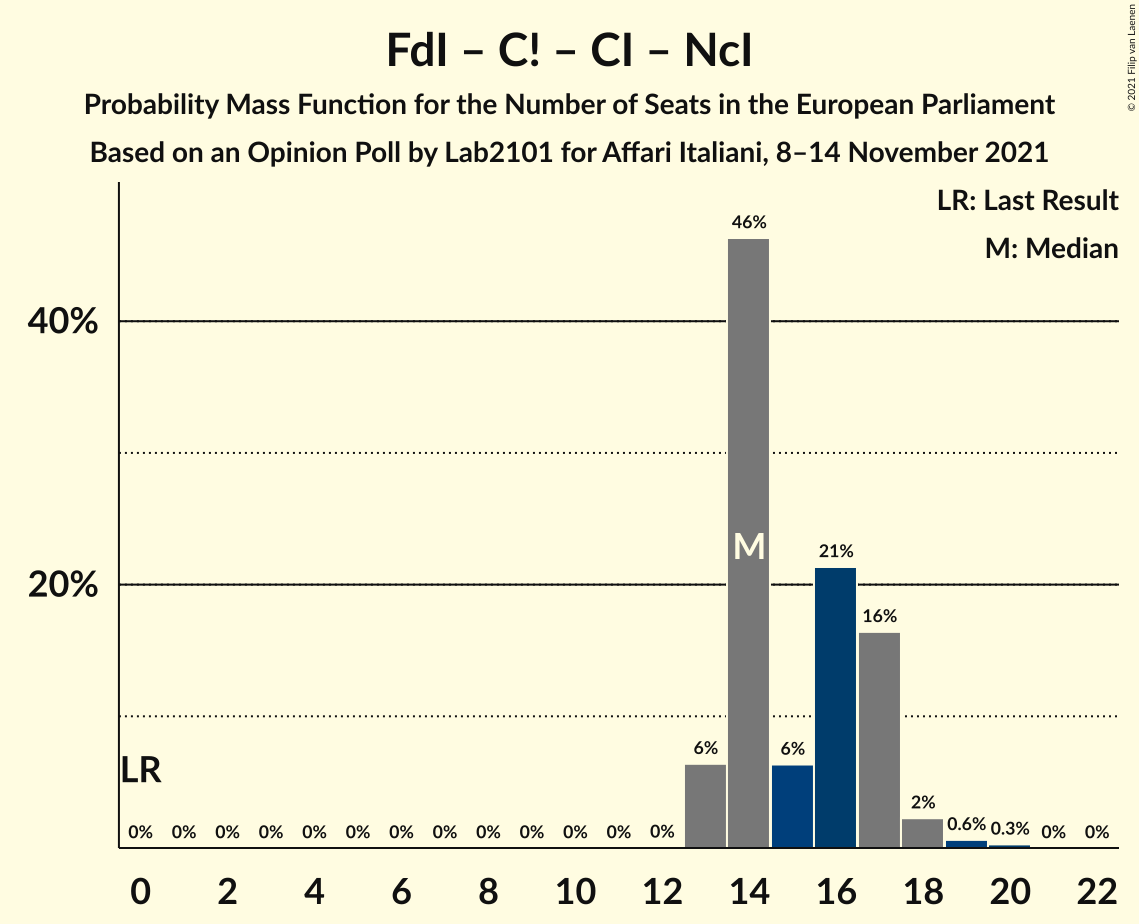 FdI – C! – CI – NcI
Probability Mass Function for the Number of Seats in the European Parliament
Based on an Opinion Poll by Lab2101 for Affari Italiani, 8–14 November 2021
© 2021 Filip van Laenen
LR: Last Result
M: Median
40%
20%
46%
M
21%
16%
6%
6%
2%
0.6%
0.3%
LR
0% 0% 0% 0% 0% 0% 0% 0% 0% 0% 0% 0% 0% 0% 0%
0 2 4 6 8 10 12 14 16 18 20 22